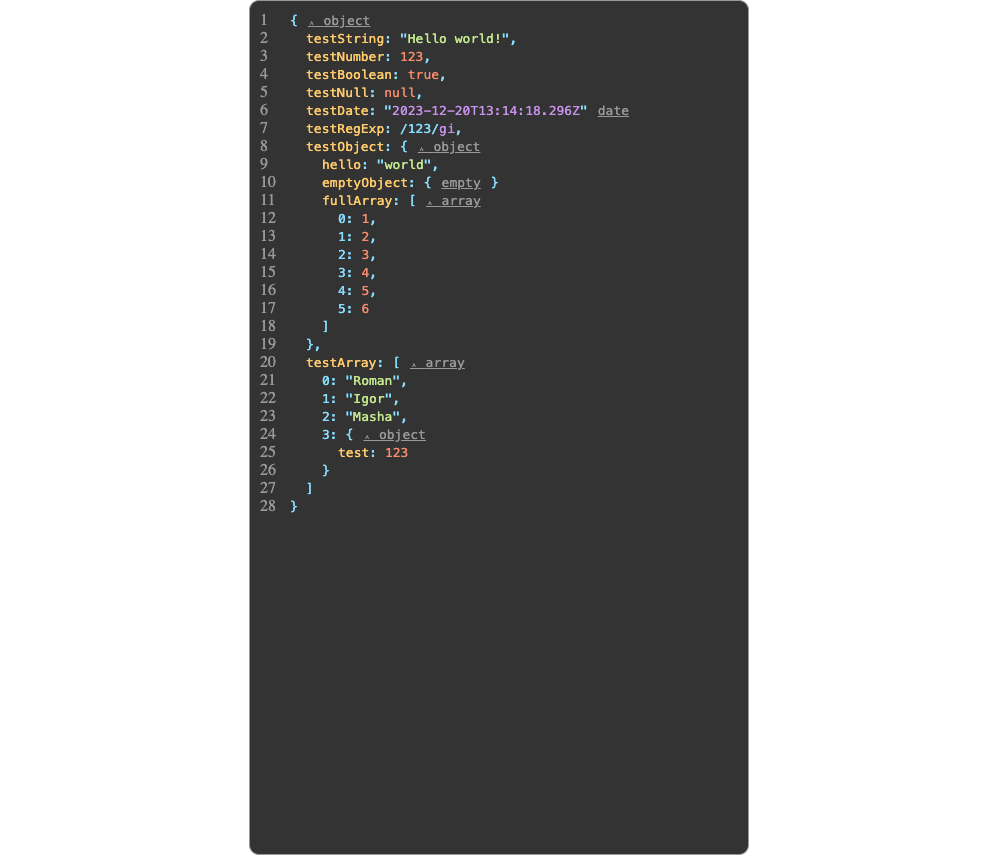 1 { ^ object
2 testString: "Hello world!",
3 testNumber: 123,
4 testBoolean: true,
5 testNull: null,
6 testDate: "2023-12-20T13:14:18.296Z" date
7 testRegExp: /123/gi,
8 testObject: { ^ object
9 hello: "world",
10 emptyObject: { empty }
11 fullArray: [ ^ array
12 0: 1,
13 1: 2,
14 2: 3,
15 3: 4,
16 4: 5,
17 5: 6
18 ]
19 },
20 testArray: [ ^ array
21 0: "Roman",
22 1: "Igor",
23 2: "Masha",
24 3: { ^ object
25 test: 123
26 }
27 ]
28 }